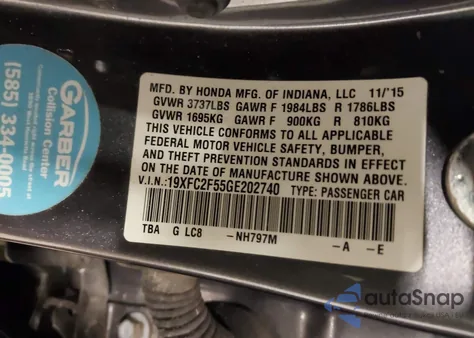 MFD. BY HONDA MFG. OF INDIANA, LLC 11/'15
GVWR 3737LBS GAWR F 1984LBS R 1786LBS
GVWR 1695KG GAWR F 900KG R 810KG
THIS VEHICLE CONFORMS TO ALL APPLICABLE
FEDERAL MOTOR VEHICLE SAFETY, BUMPER,
AND THEFT PREVENTION STANDARDS IN EFFECT
ON THE DATE OF MANUFACTURE SHOWN ABOVE.
V.I.N.:19XFC2F55GE202740 TYPE: PASSENGER CAR
TBA G LC8 -NH797M -A -E
GARBER
Collision Center
(585) 334-0005
autaSnap